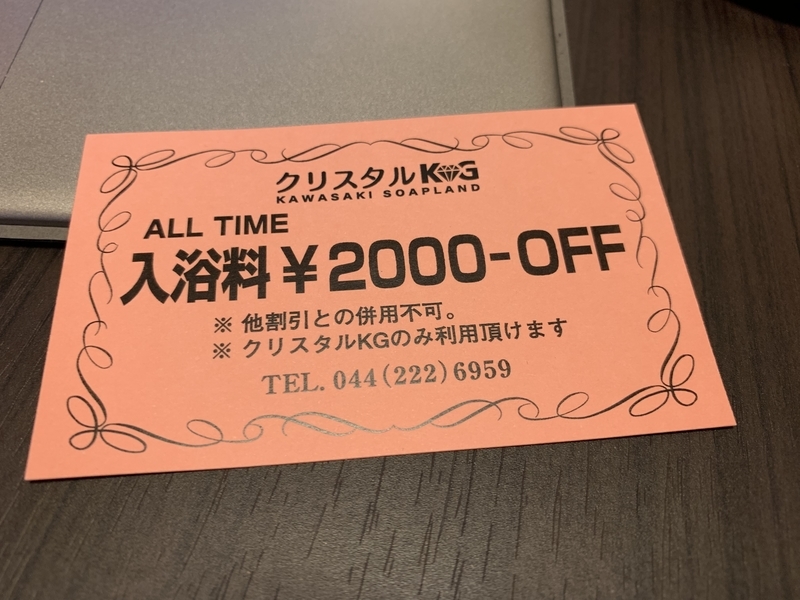 クリスタルKG
KAWASAKI SOAPLAND
ALL TIME
入浴料¥2000-OFF
※ 他割引との併用不可。
※ クリスタルKGのみ利用頂けます
TEL. 044(222)6959